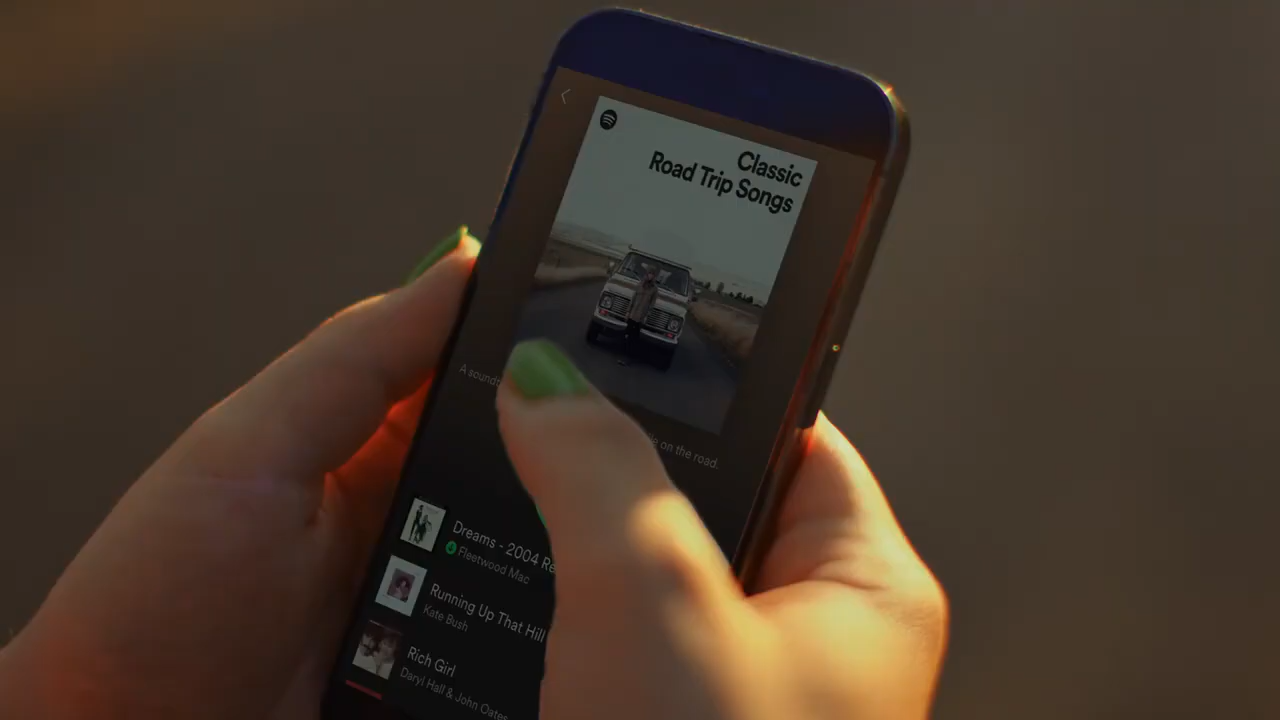 Classic
Road Trip Songs
A sound
on the road.
Dreams - 2004 Re
Fleetwood Mac
Running Up That Hill
Kate Bush
Rich Girl
Daryl Hall & John Oates